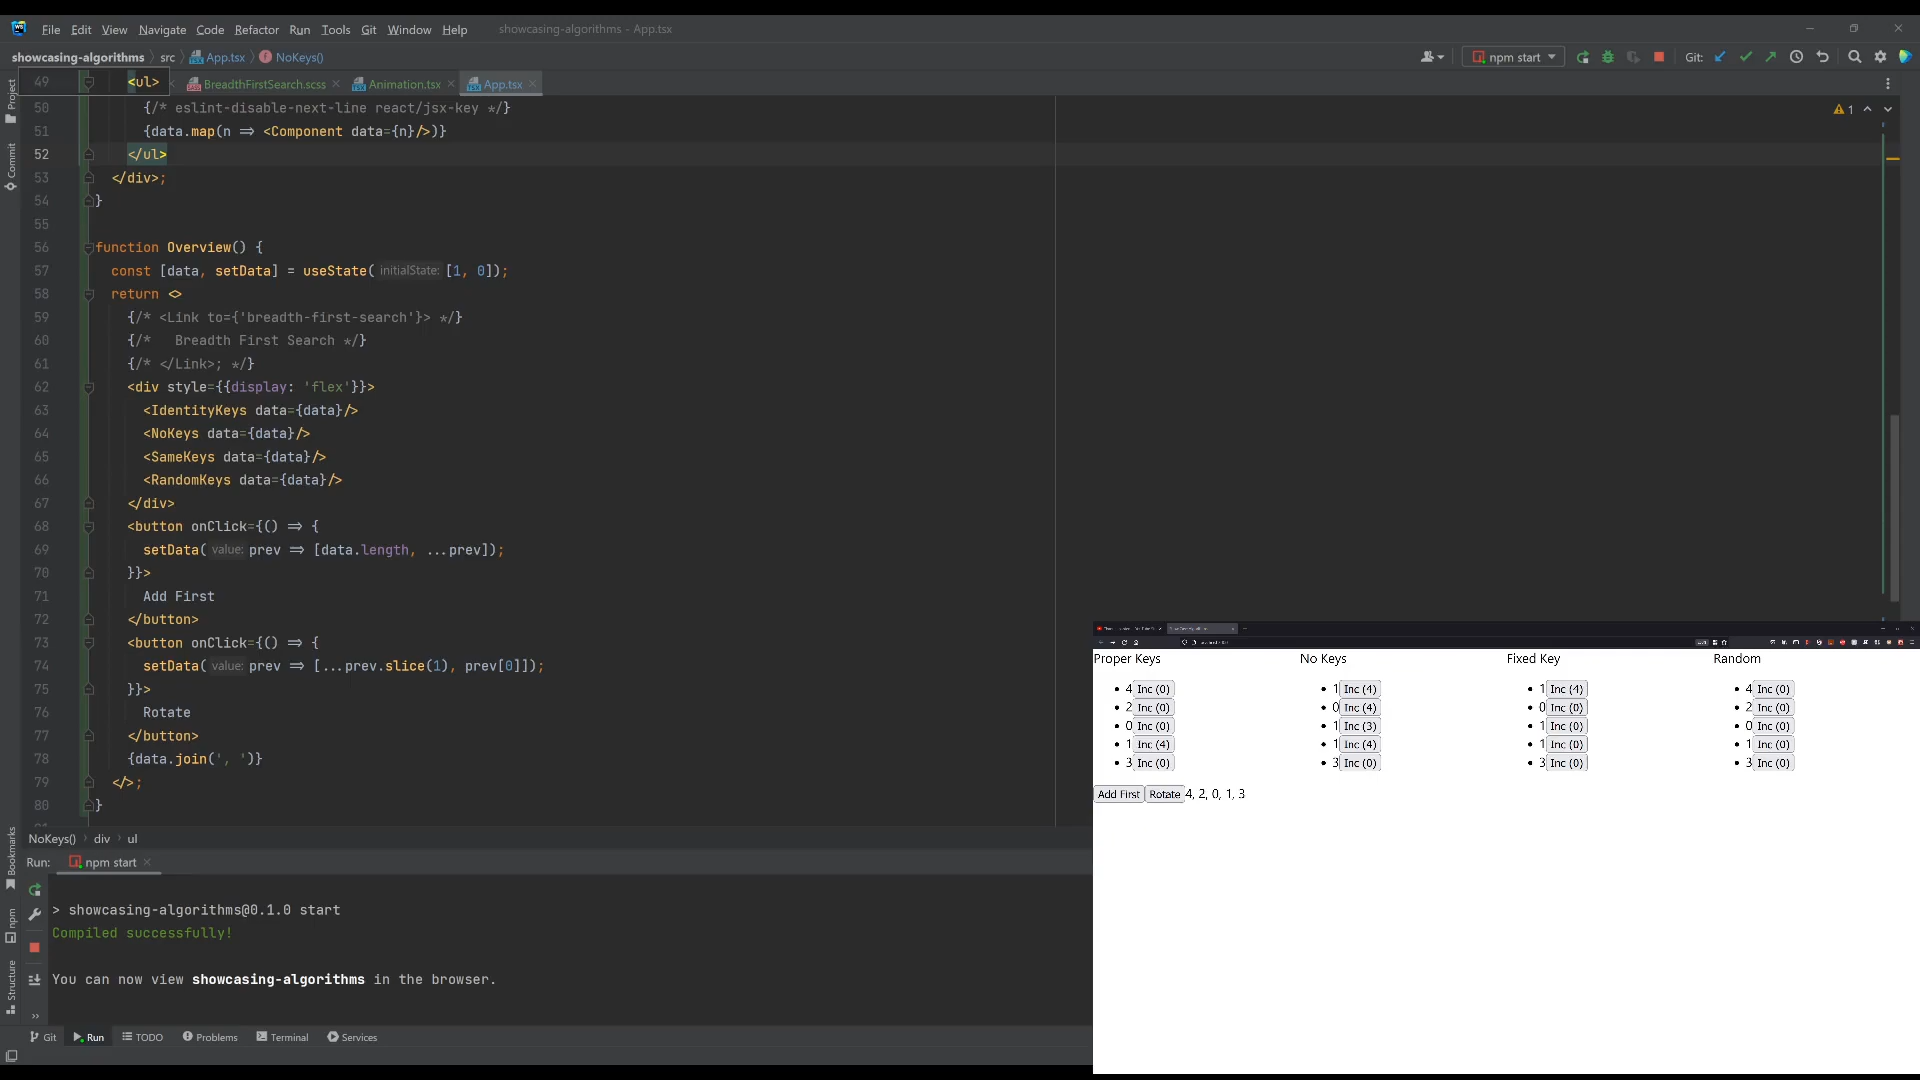 File Edit View Navigate Code Refactor Run Tools Git Window Help showcasing-algorithms - App.tsx
showcasing-algorithms src App.tsx NoKeys() npm start Git:
BreadthFirstSearch.scss Animation.tsx App.tsx
49 <ul>
50 {/* eslint-disable-next-line react/jsx-key */}
51 {data.map(n => <Component data={n}/>)}
52 </ul>
53 </div>;
54 }
55
56 function Overview() {
57 const [data, setData] = useState( initialState: [1, 0]);
58 return <>
59 {/* <Link to={'breadth-first-search'}> */}
60 {/* Breadth First Search */}
61 {/* </Link>; */}
62 <div style={{display: 'flex'}}>
63 <IdentityKeys data={data}/>
64 <NoKeys data={data}/>
65 <SameKeys data={data}/>
66 <RandomKeys data={data}/>
67 </div>
68 <button onClick={() => {
69 setData( value: prev => [data.length, ...prev]);
70 }}>
71 Add First
72 </button>
73 <button onClick={() => {
74 setData( value: prev => [...prev.slice(1), prev[0]]);
75 }}>
76 Rotate
77 </button>
78 {data.join(', ')}
79 </>;
80 }
1
Project
Commit
Bookmarks
npm
Structure
NoKeys() div ul
Run: npm start
> showcasing-algorithms@0.1.0 start
Compiled successfully!
You can now view showcasing-algorithms in the browser.
Git Run TODO Problems Terminal Services
Proper Keys No Keys Fixed Key Random
4 Inc (0) 1 Inc (4) 1 Inc (4) 4 Inc (0)
2 Inc (0) 0 Inc (4) 0 Inc (0) 2 Inc (0)
0 Inc (0) 1 Inc (3) 1 Inc (0) 0 Inc (0)
1 Inc (4) 1 Inc (4) 1 Inc (0) 1 Inc (0)
3 Inc (0) 3 Inc (0) 3 Inc (0) 3 Inc (0)
Add First Rotate 4, 2, 0, 1, 3